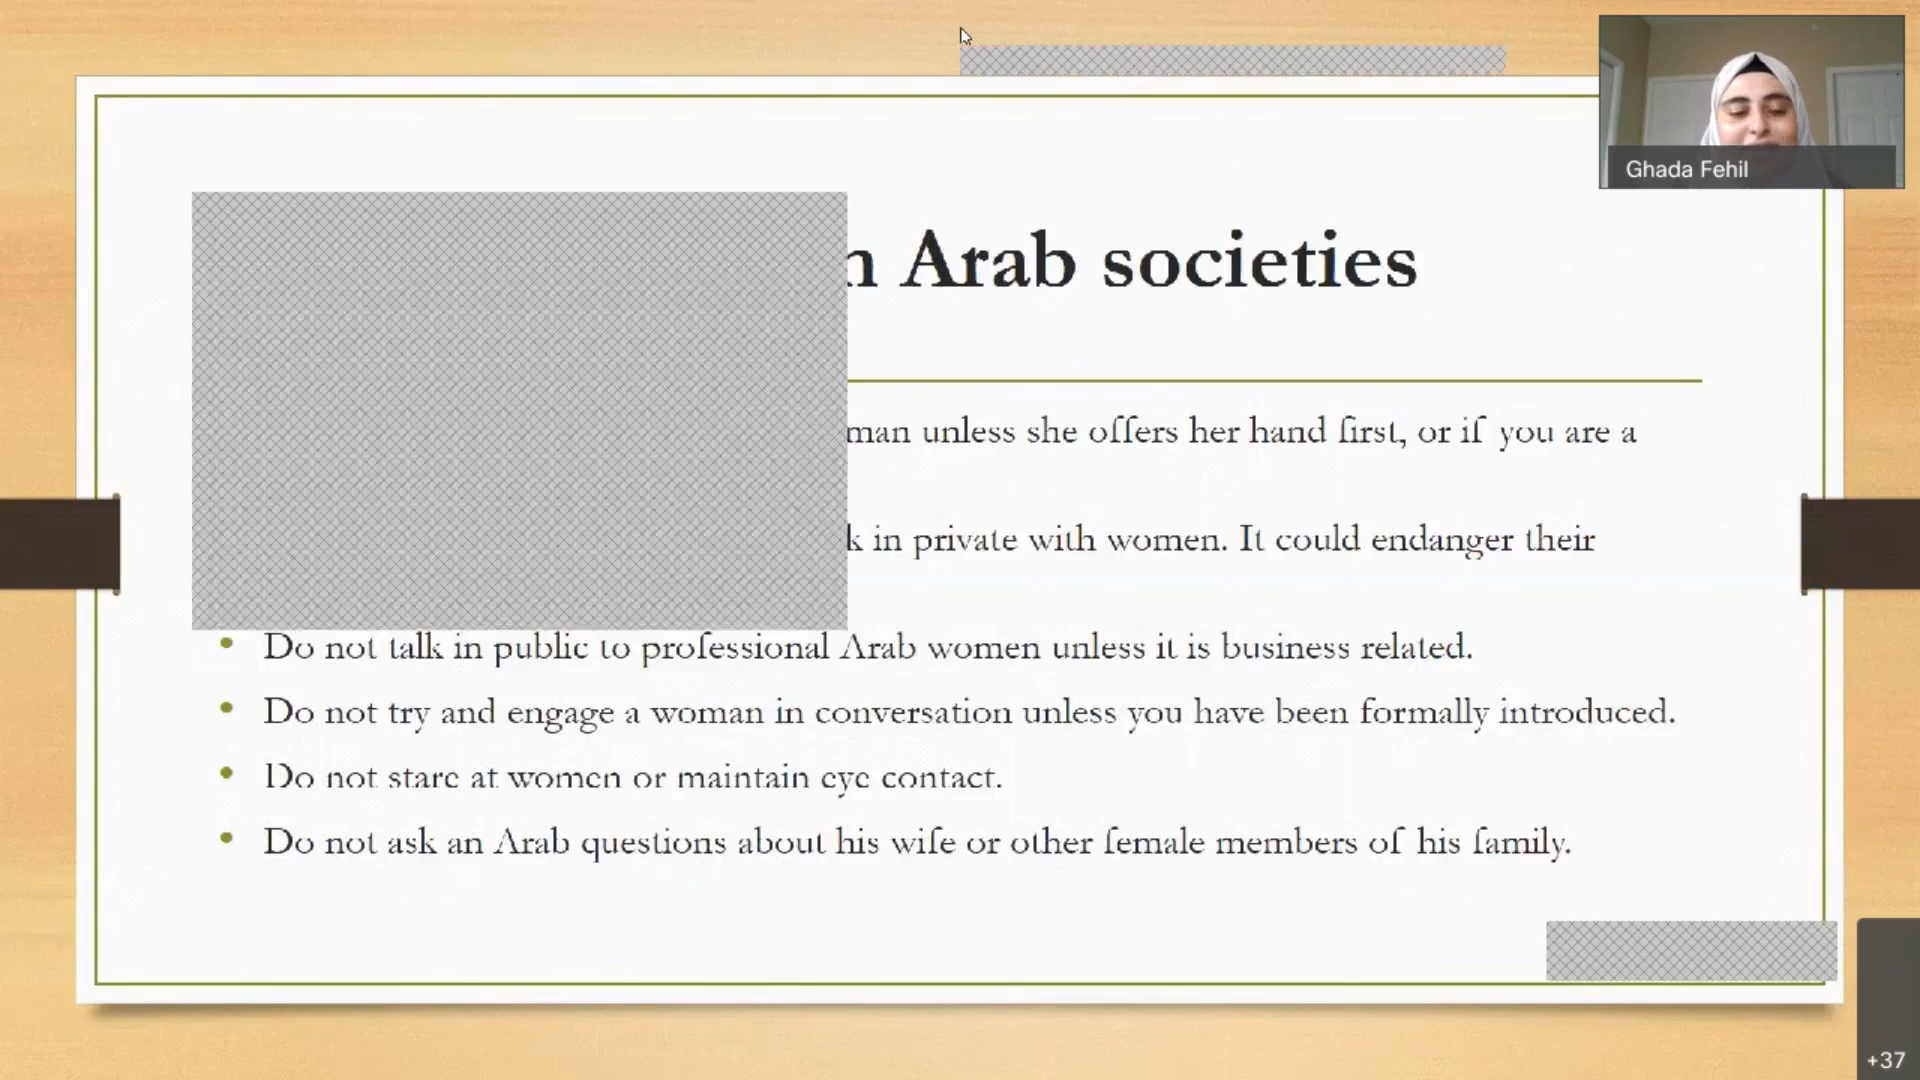 Ghada Fehil
Arab societies
unless she offers her hand first, or if you are a
in private with women. It could endanger their
• Do not talk in public to professional Arab women unless it is business related.
• Do not try and engage a woman in conversation unless you have been formally introduced.
• Do not stare at women or maintain eye contact.
• Do not ask an Arab questions about his wife or other female members of his family.
+37